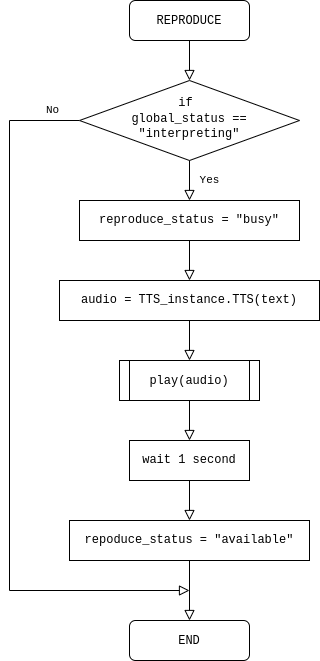 REPRODUCE
if
global_status ==
"interpreting"
No
Yes
reproduce_status = "busy"
audio = TTS_instance.TTS(text)
play(audio)
wait 1 second
repoduce_status = "available"
END